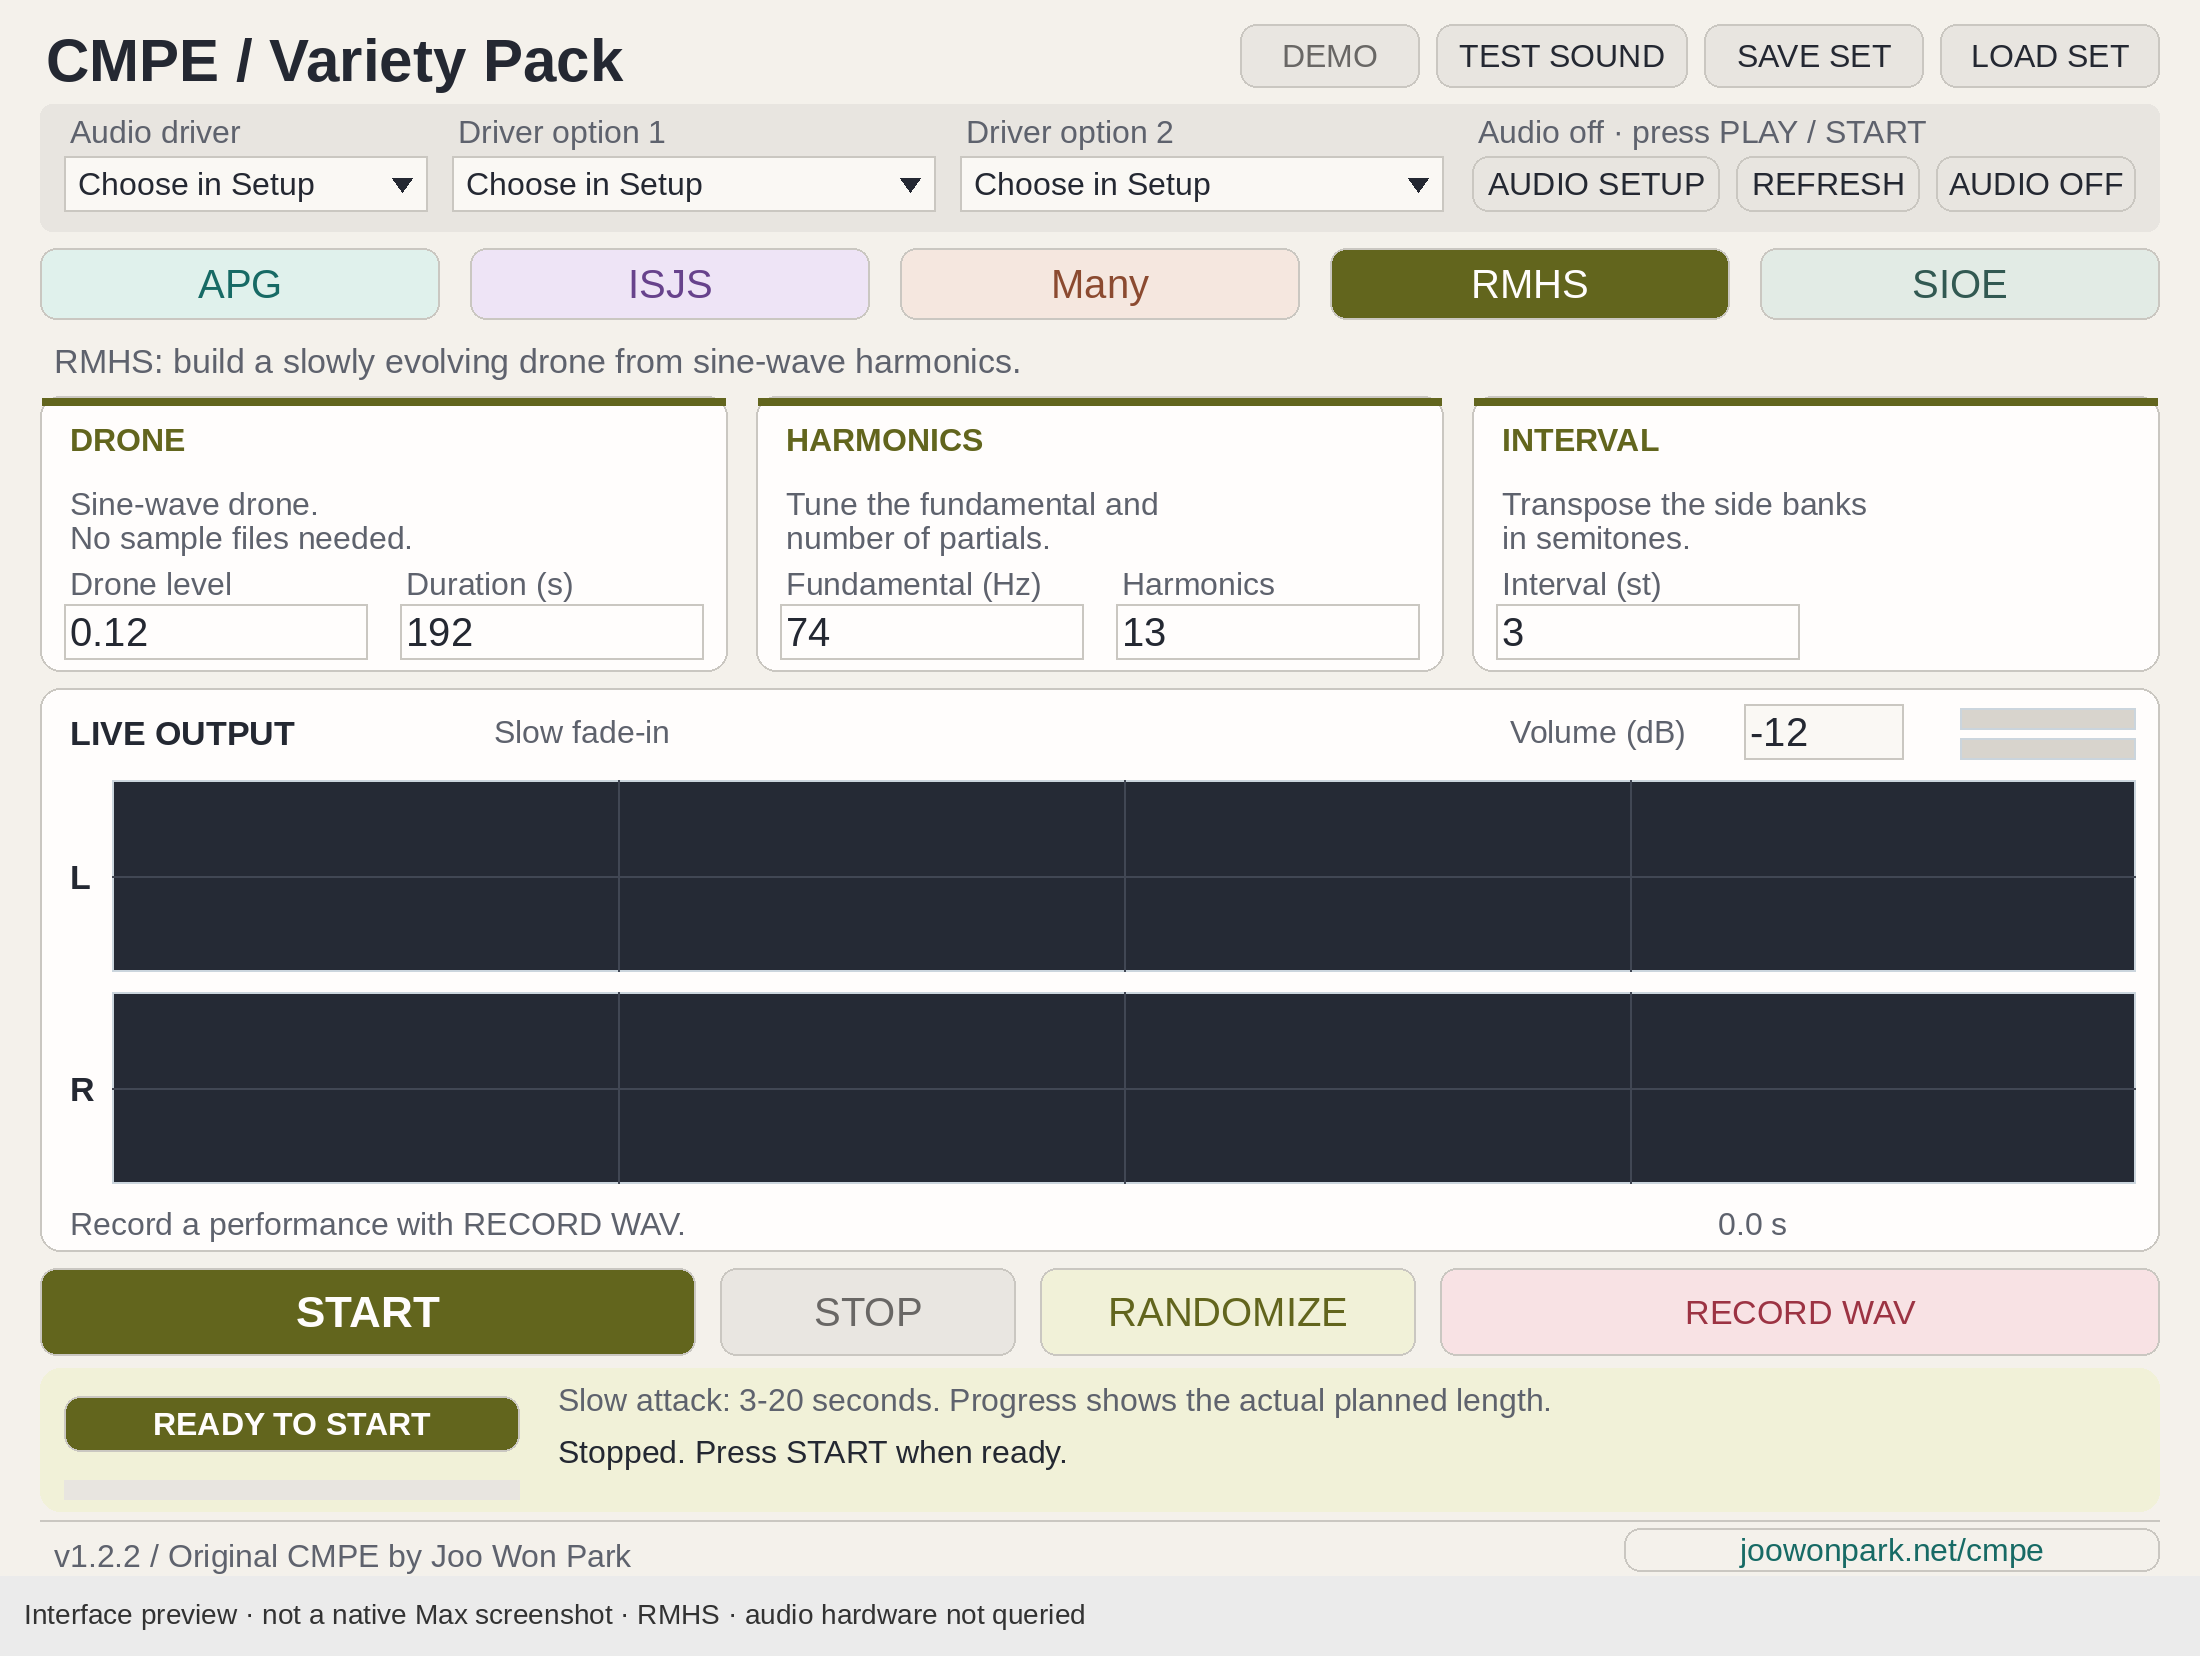 CMPE / Variety Pack
DEMO
TEST SOUND
SAVE SET
LOAD SET
Audio driver
Driver option 1
Driver option 2
Audio off · press PLAY / START
Choose in Setup
Choose in Setup
Choose in Setup
AUDIO SETUP
REFRESH
AUDIO OFF
APG
ISJS
Many
RMHS
SIOE
RMHS: build a slowly evolving drone from sine-wave harmonics.
DRONE
Sine-wave drone.
No sample files needed.
Drone level
Duration (s)
0.12
192
HARMONICS
Tune the fundamental and
number of partials.
Fundamental (Hz)
Harmonics
74
13
INTERVAL
Transpose the side banks
in semitones.
Interval (st)
3
LIVE OUTPUT
Slow fade-in
Volume (dB)
-12
L
R
Record a performance with RECORD WAV.
0.0 s
START
STOP
RANDOMIZE
RECORD WAV
READY TO START
Slow attack: 3-20 seconds. Progress shows the actual planned length.
Stopped. Press START when ready.
v1.2.2 / Original CMPE by Joo Won Park
joowonpark.net/cmpe
Interface preview · not a native Max screenshot · RMHS · audio hardware not queried